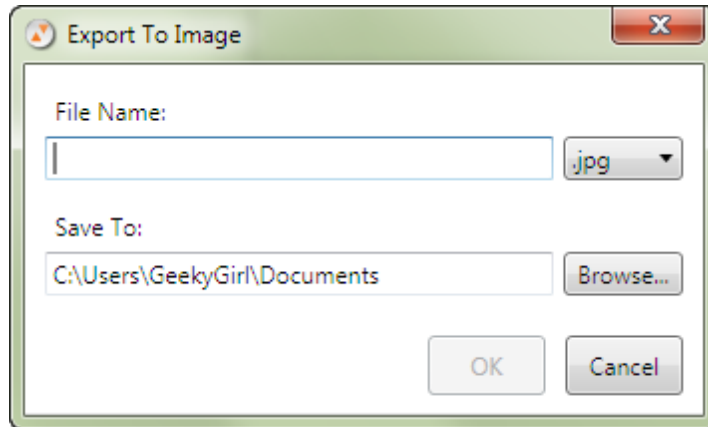 Export To Image
File Name:
.jpg
Save To:
C:\Users\GeekyGirl\Documents
Browse...
OK
Cancel